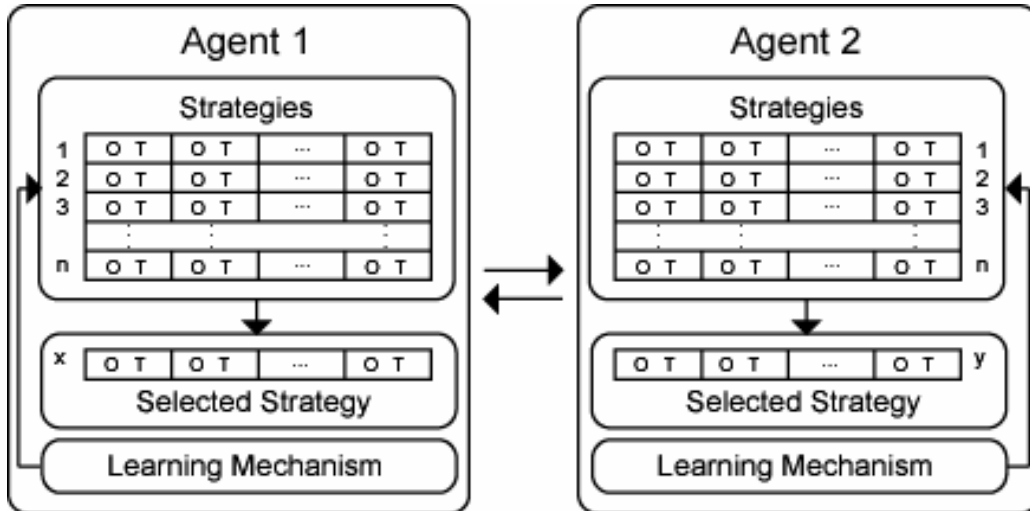 Agent 1
Strategies
1 O T O T ... O T
2 O T O T ... O T
3 O T O T ... O T
: : :
n O T O T ... O T
x O T O T ... O T
Selected Strategy
Learning Mechanism
Agent 2
Strategies
O T O T ... O T 1
O T O T ... O T 2
O T O T ... O T 3
: : :
O T O T ... O T n
O T O T ... O T y
Selected Strategy
Learning Mechanism